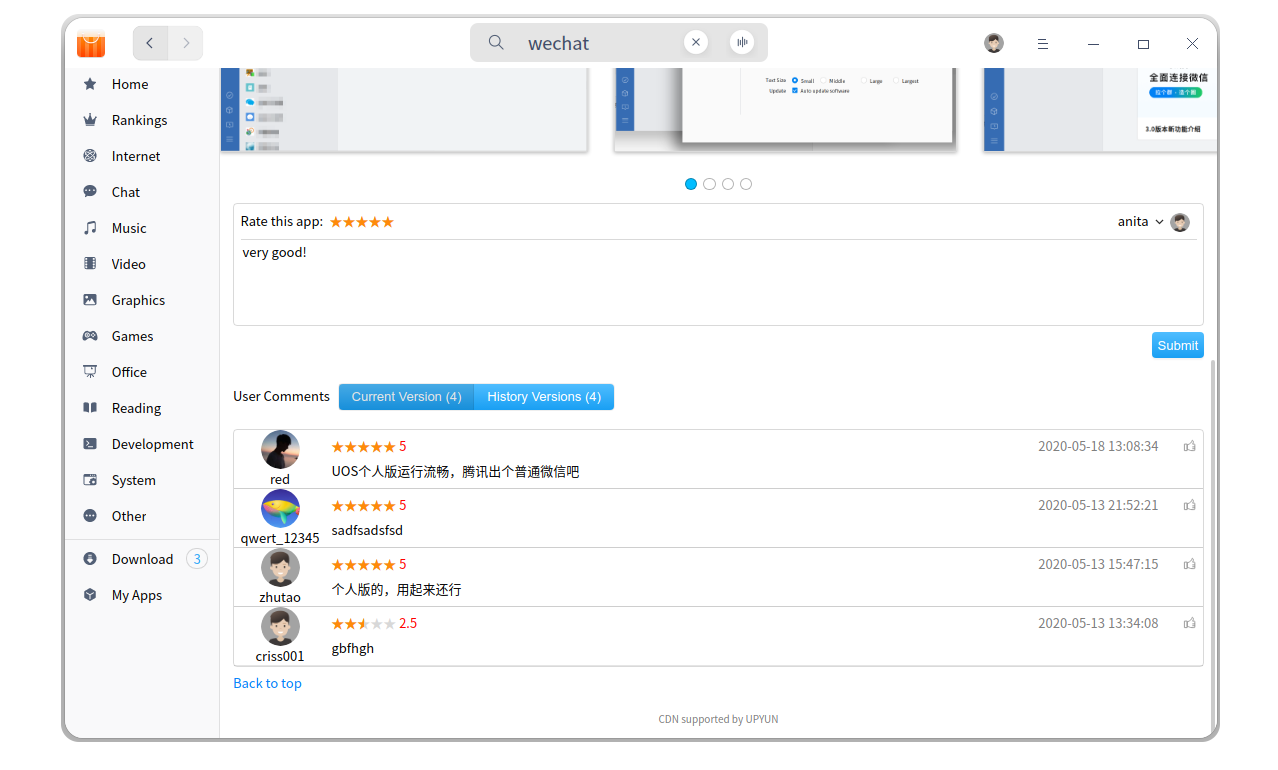 wechat
Home
Rankings
Internet
Chat
Music
Video
Graphics
Games
Office
Reading
Development
System
Other
Download 3
My Apps
Text Size Small Middle Large Largest
Update Auto update software
全面连接微信
拉个群 · 造个圈
3.0版本新功能介绍
Rate this app:
anita
very good!
Submit
User Comments Current Version (4) History Versions (4)
5 2020-05-18 13:08:34
UOS个人版运行流畅，腾讯出个普通微信吧
red
5 2020-05-13 21:52:21
sadfsadsfsd
qwert_12345
5 2020-05-13 15:47:15
个人版的，用起来还行
zhutao
2.5 2020-05-13 13:34:08
gbfhgh
criss001
Back to top
CDN supported by UPYUN